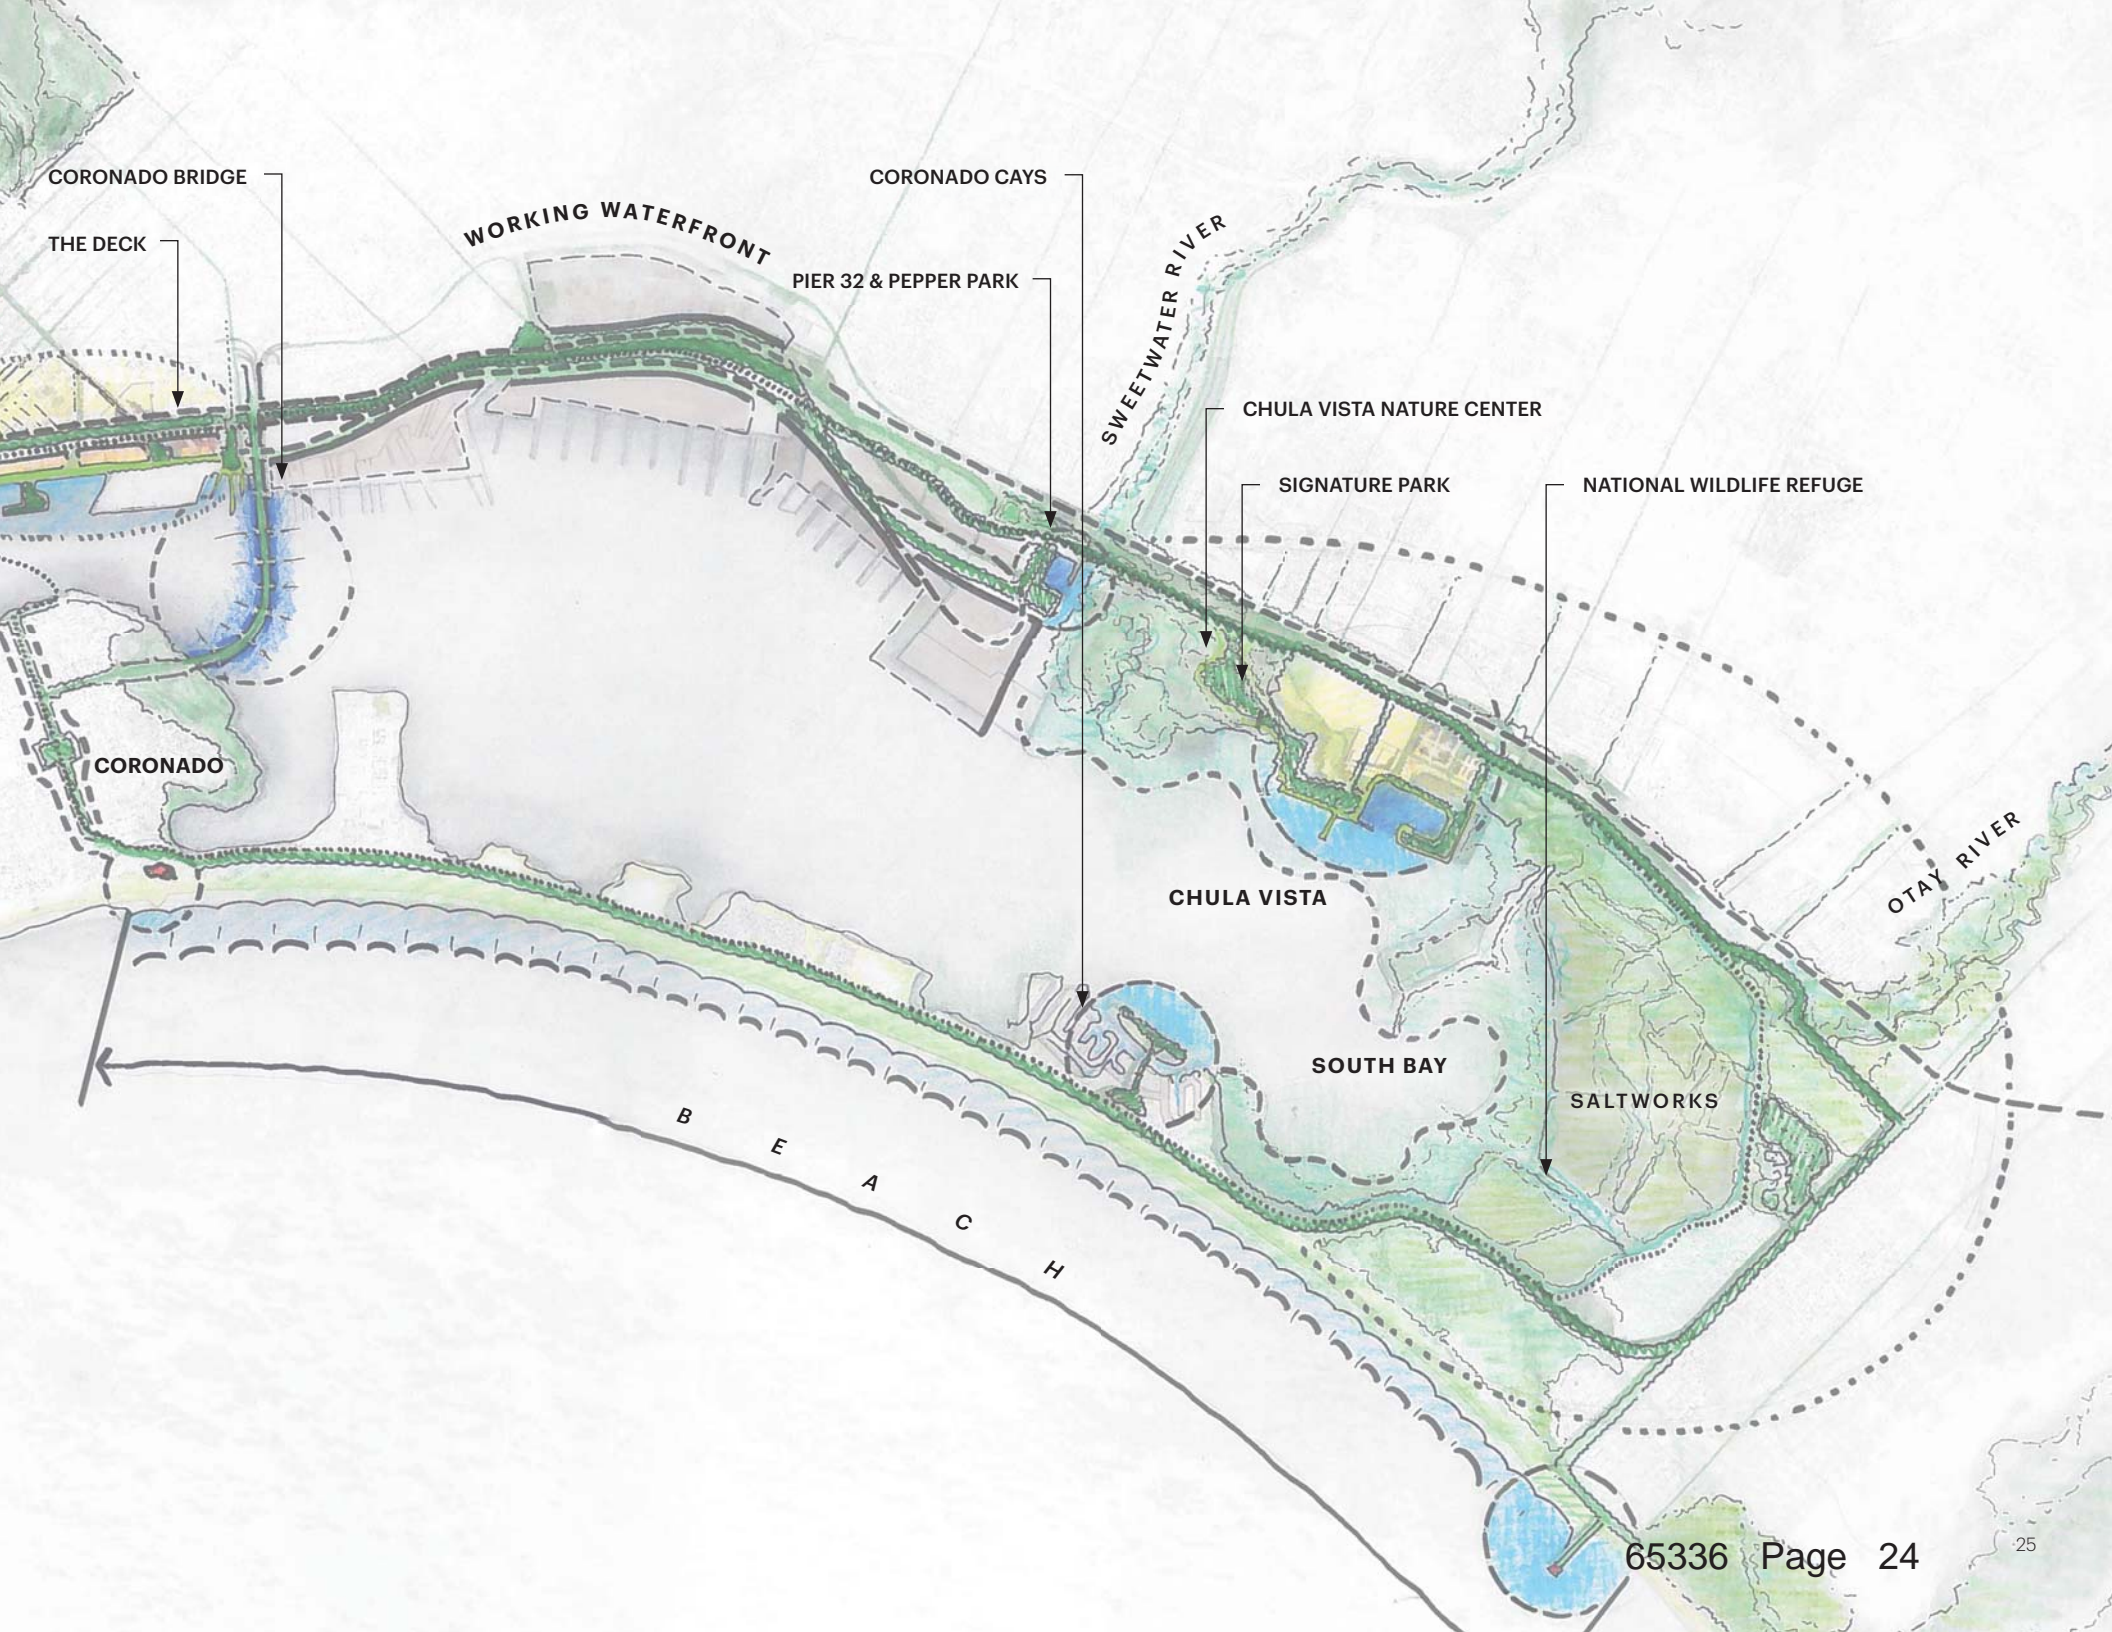 CORONADO BRIDGE
CORONADO CAYS
WORKING WATERFRONT
THE DECK
PIER 32 & PEPPER PARK
SWEETWATER RIVER
CHULA VISTA NATURE CENTER
SIGNATURE PARK
NATIONAL WILDLIFE REFUGE
CORONADO
OTAY RIVER
CHULA VISTA
SOUTH BAY
SALTWORKS
BEACH
65336 Page 24
25